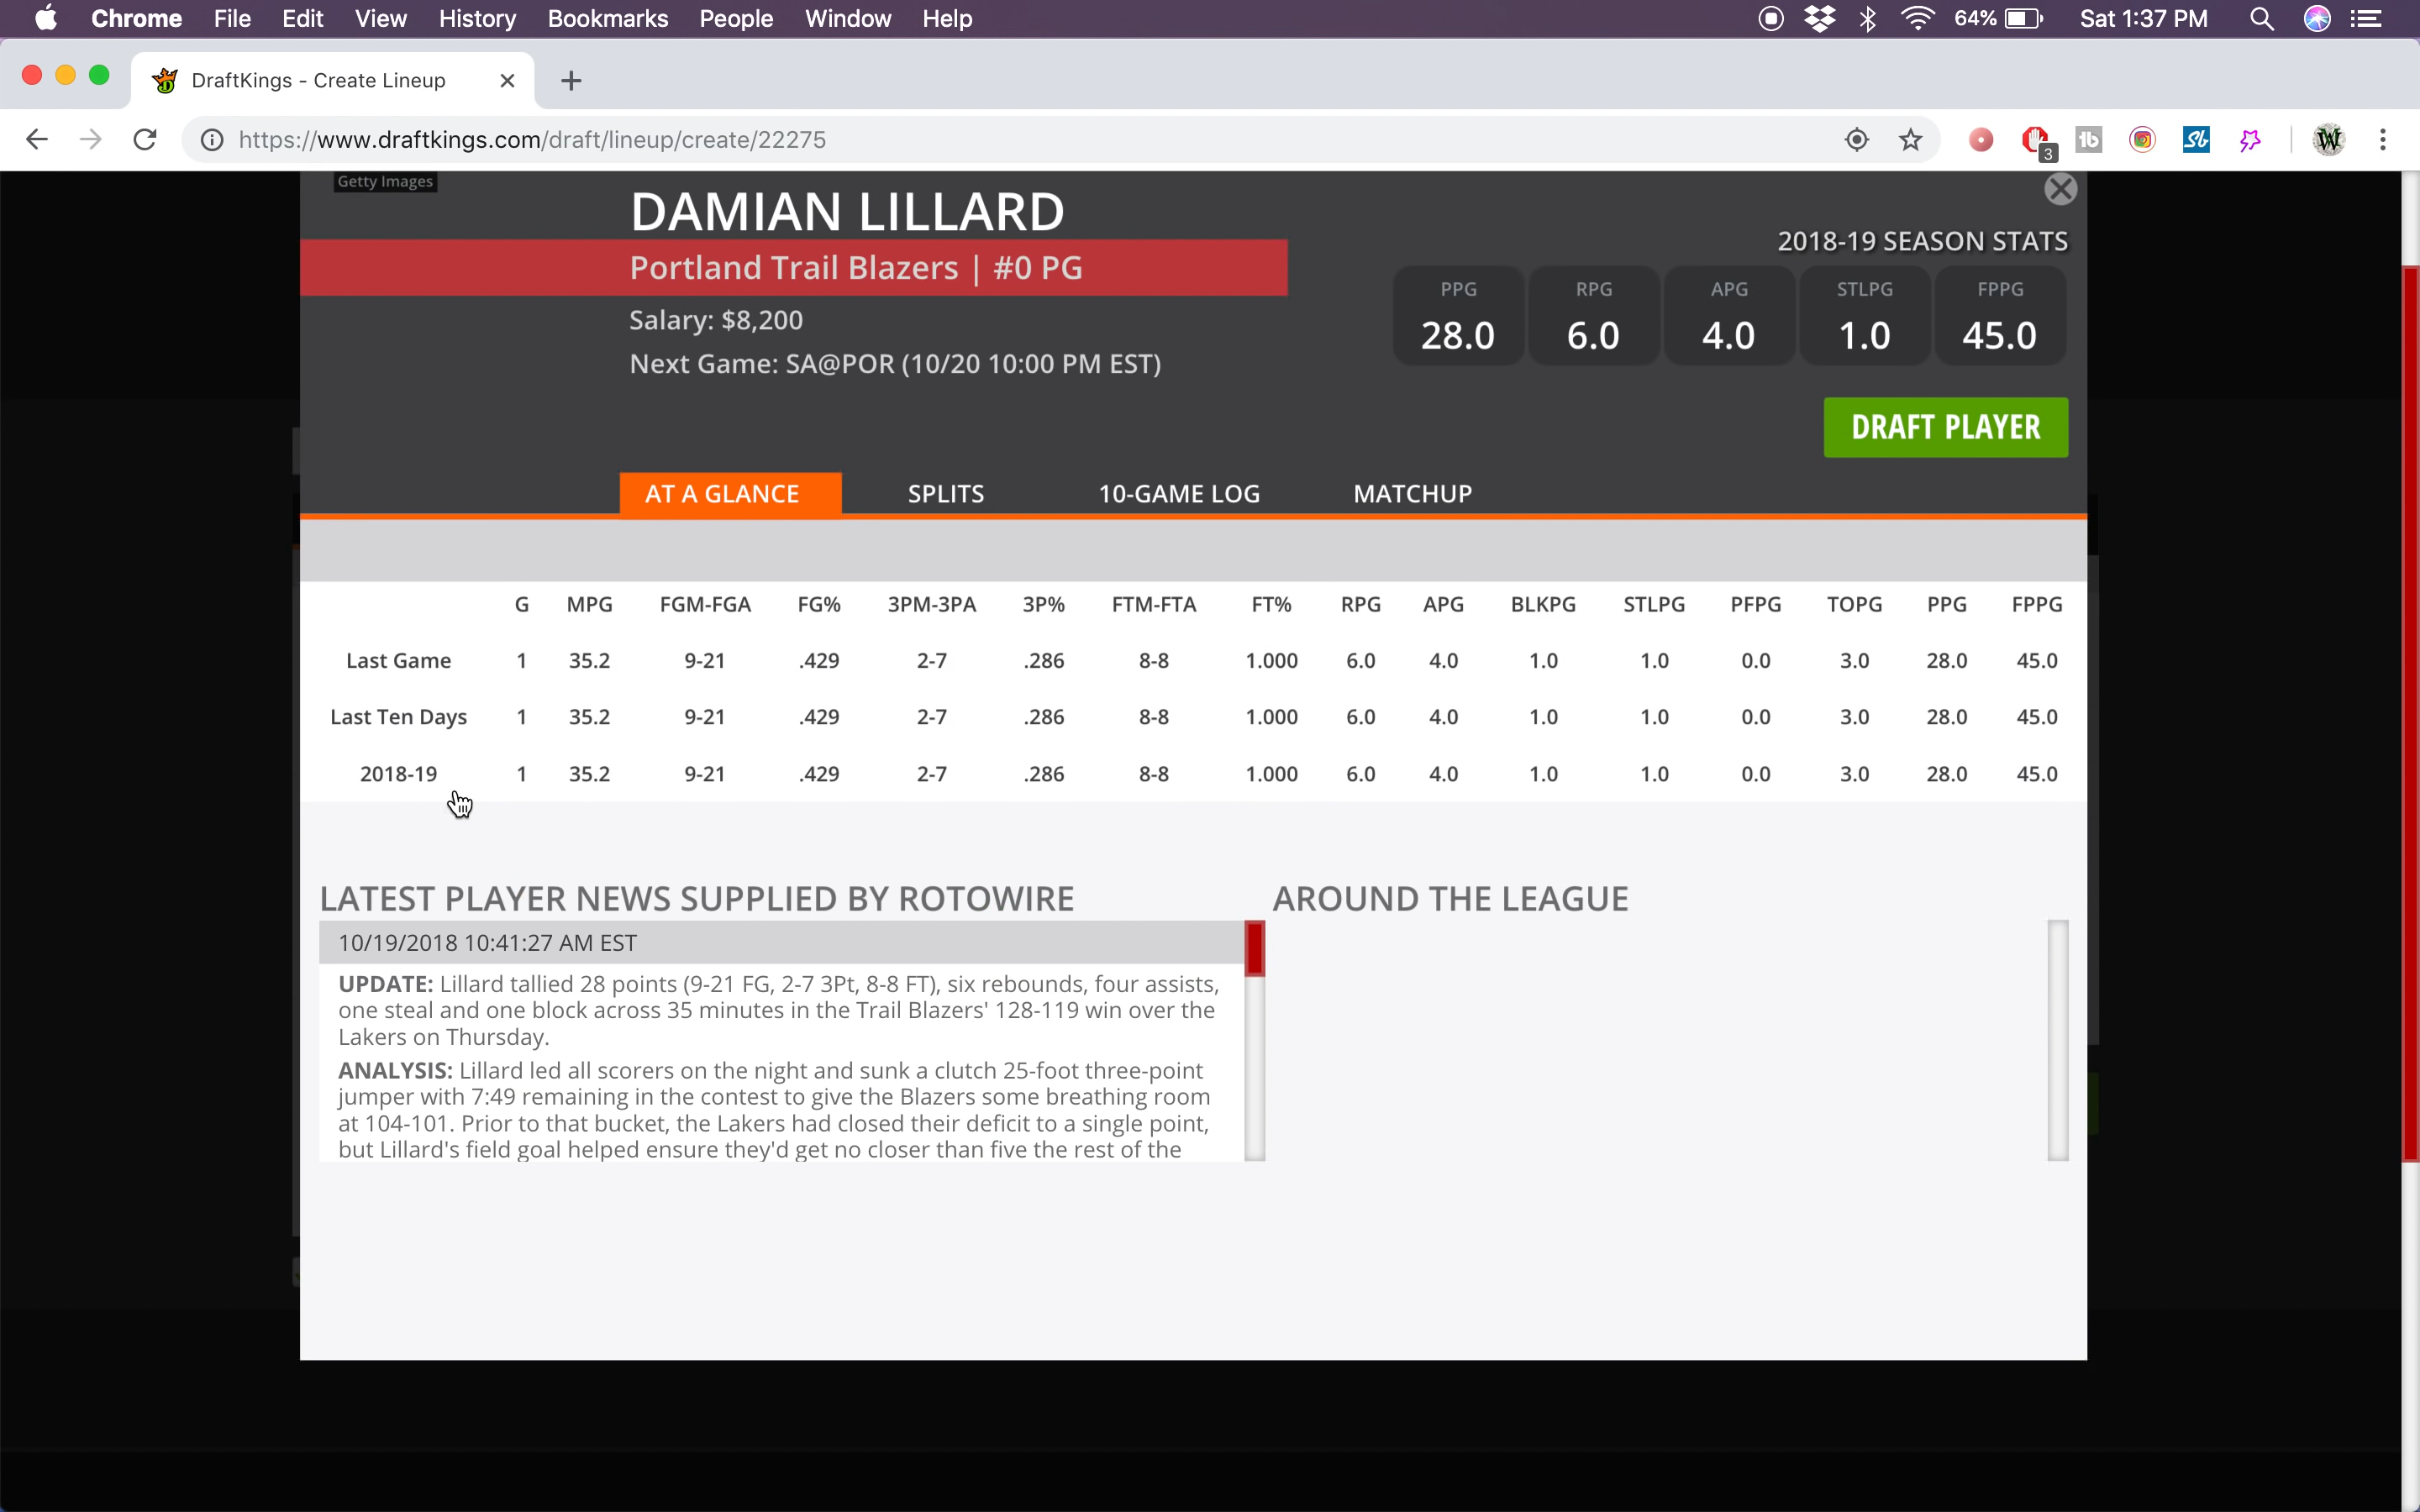 Chrome File Edit View History Bookmarks People Window Help 64% Sat 1:37 PM
DraftKings - Create Lineup
https://www.draftkings.com/draft/lineup/create/22275
3
tb
Sb
W
Getty Images
DAMIAN LILLARD
Portland Trail Blazers | #0 PG
Salary: $8,200
Next Game: SA@POR (10/20 10:00 PM EST)
2018-19 SEASON STATS
PPG RPG APG STLPG FPPG
28.0 6.0 4.0 1.0 45.0
DRAFT PLAYER
AT A GLANCE SPLITS 10-GAME LOG MATCHUP
G MPG FGM-FGA FG% 3PM-3PA 3P% FTM-FTA FT% RPG APG BLKPG STLPG PFPG TOPG PPG FPPG
Last Game 1 35.2 9-21 .429 2-7 .286 8-8 1.000 6.0 4.0 1.0 1.0 0.0 3.0 28.0 45.0
Last Ten Days 1 35.2 9-21 .429 2-7 .286 8-8 1.000 6.0 4.0 1.0 1.0 0.0 3.0 28.0 45.0
2018-19 1 35.2 9-21 .429 2-7 .286 8-8 1.000 6.0 4.0 1.0 1.0 0.0 3.0 28.0 45.0
LATEST PLAYER NEWS SUPPLIED BY ROTOWIRE
10/19/2018 10:41:27 AM EST
UPDATE: Lillard tallied 28 points (9-21 FG, 2-7 3Pt, 8-8 FT), six rebounds, four assists,
one steal and one block across 35 minutes in the Trail Blazers' 128-119 win over the
Lakers on Thursday.
ANALYSIS: Lillard led all scorers on the night and sunk a clutch 25-foot three-point
jumper with 7:49 remaining in the contest to give the Blazers some breathing room
at 104-101. Prior to that bucket, the Lakers had closed their deficit to a single point,
but Lillard's field goal helped ensure they'd get no closer than five the rest of the
AROUND THE LEAGUE